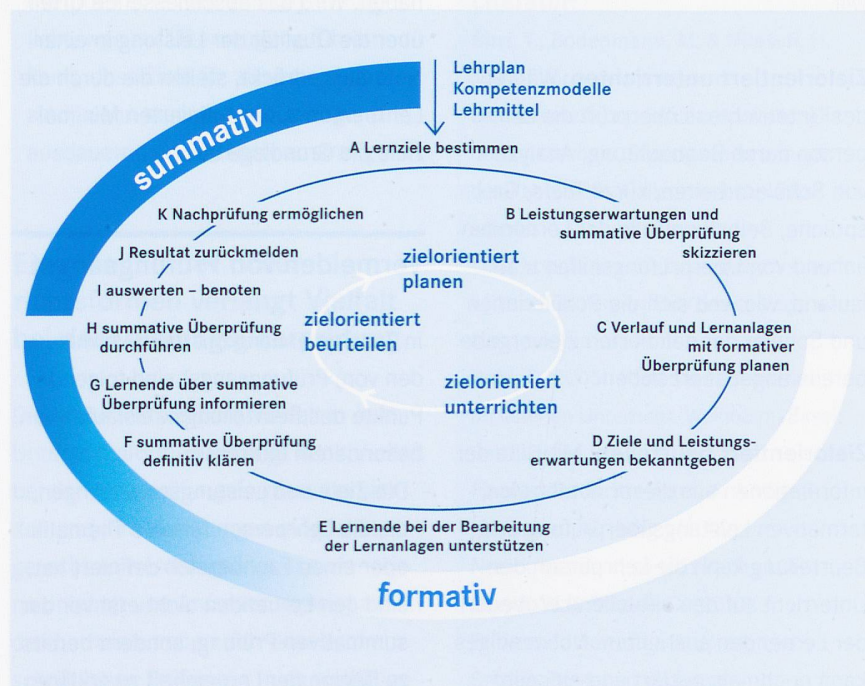 Lehrplan
Kompetenzmodelle
Lehrmittel
summativ
A Lernziele bestimmen
K Nachprüfung ermöglichen
B Leistungserwartungen und
summative Überprüfung
skizzieren
J Resultat zurückmelden
zielorientiert
planen
I auswerten – benoten
zielorientiert
beurteilen
H summative Überprüfung
durchführen
C Verlauf und Lernanlagen
mit formativer
Überprüfung planen
zielorientiert
unterrichten
G Lernende über summative
Überprüfung informieren
F summative Überprüfung
definitiv klären
D Ziele und Leistungs-
erwartungen bekanntgeben
E Lernende bei der Bearbeitung
der Lernanlagen unterstützen
formativ